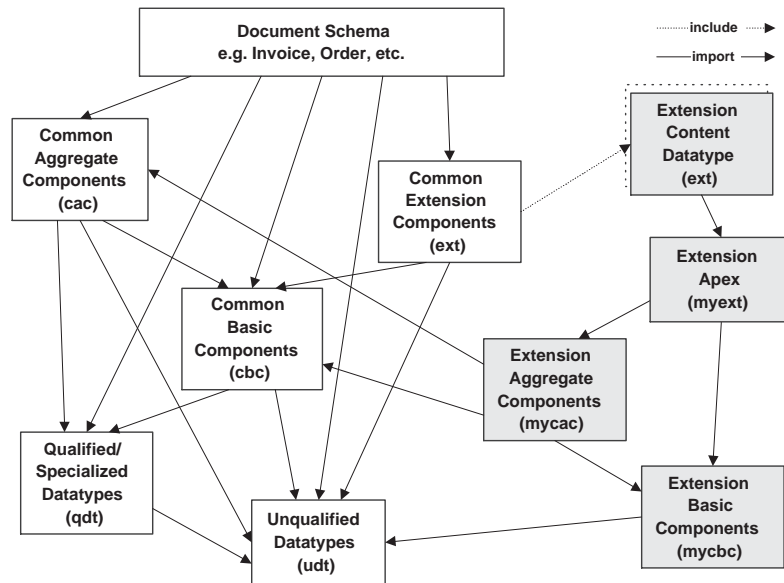 Document Schema
e.g. Invoice, Order, etc.
include
import
Common
Aggregate
Components
(cac)
Common
Extension
Components
(ext)
Extension
Content
Datatype
(ext)
Extension
Apex
(myext)
Common
Basic
Components
(cbc)
Extension
Aggregate
Components
(mycac)
Qualified/
Specialized
Datatypes
(qdt)
Unqualified
Datatypes
(udt)
Extension
Basic
Components
(mycbc)